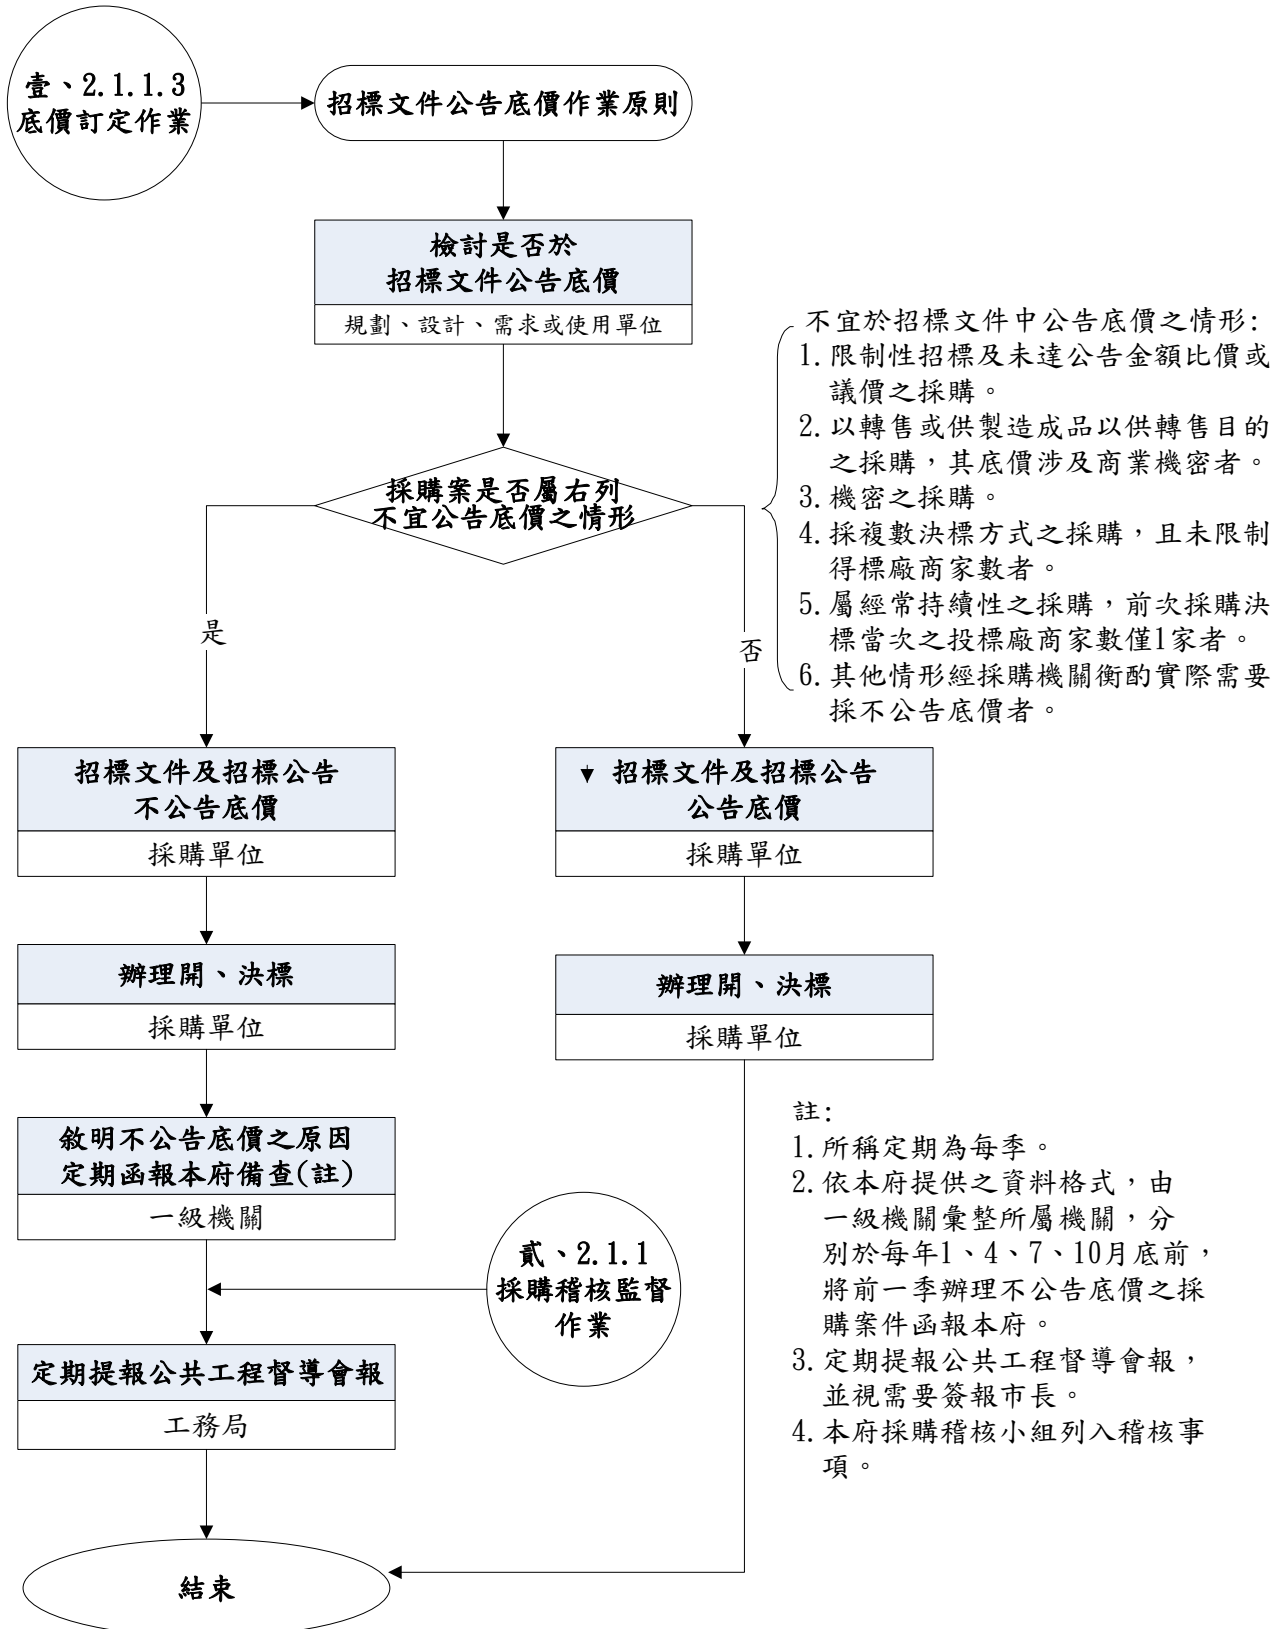 壹、2.1.1.3
底價訂定作業
招標文件公告底價作業原則
檢討是否於
招標文件公告底價
規劃、設計、需求或使用單位
不宜於招標文件中公告底價之情形:
1.限制性招標及未達公告金額比價或
議價之採購。
2.以轉售或供製造成品以供轉售目的
之採購，其底價涉及商業機密者。
3.機密之採購。
4.採複數決標方式之採購，且未限制
得標廠商家數者。
5.屬經常持續性之採購，前次採購決
標當次之投標廠商家數僅1家者。
6.其他情形經採購機關衡酌實際需要
採不公告底價者。
採購案是否屬右列
不宜公告底價之情形
是
否
招標文件及招標公告
不公告底價
採購單位
招標文件及招標公告
公告底價
採購單位
辦理開、決標
採購單位
辦理開、決標
採購單位
敘明不公告底價之原因
定期函報本府備查(註)
一級機關
貳、2.1.1
採購稽核監督
作業
定期提報公共工程督導會報
工務局
註:
1.所稱定期為每季。
2.依本府提供之資料格式，由
一級機關彙整所屬機關，分
別於每年1、4、7、10月底前，
將前一季辦理不公告底價之採
購案件函報本府。
3.定期提報公共工程督導會報，
並視需要簽報市長。
4.本府採購稽核小組列入稽核事
項。
結束